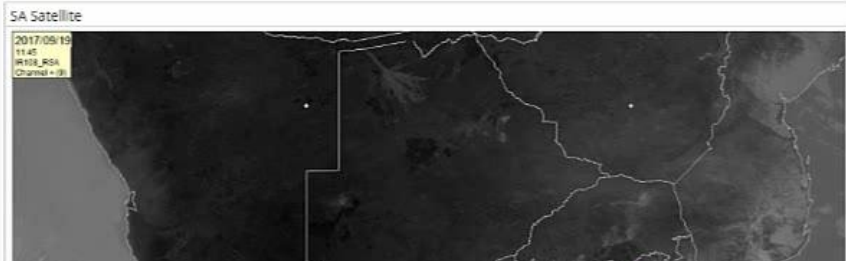 SA Satellite
2017/09/19
11:45
IR108_RSA
Channel = (9)